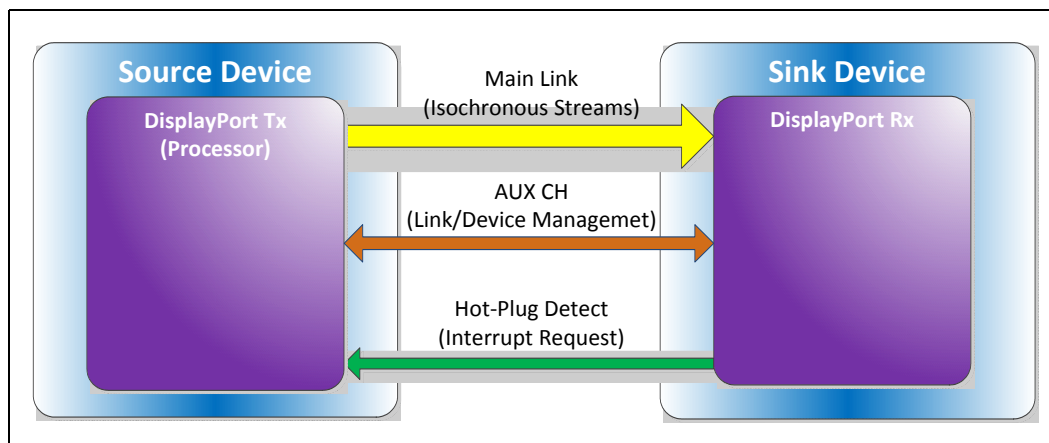 Source Device
DisplayPort Tx
(Processor)
Main Link
(Isochronous Streams)
AUX CH
(Link/Device Managemet)
Hot-Plug Detect
(Interrupt Request)
Sink Device
DisplayPort Rx